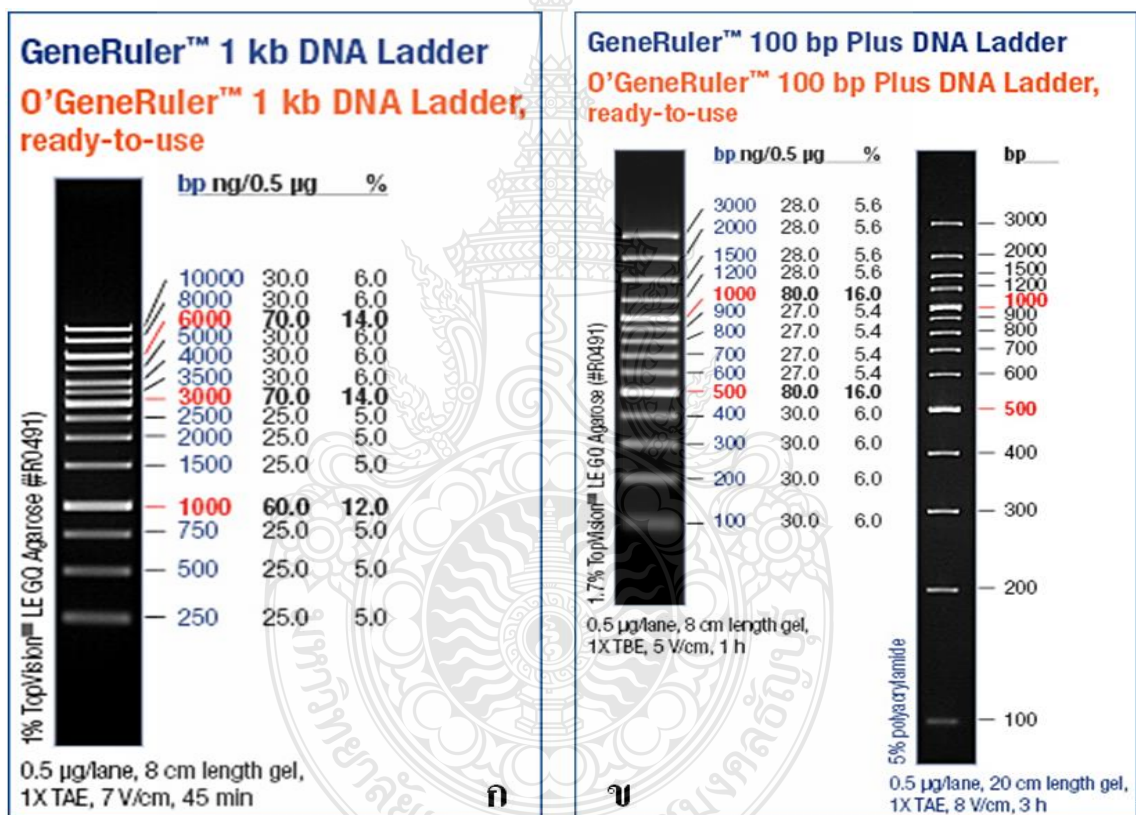 GeneRuler™ 1 kb DNA Ladder
O'GeneRuler™ 1 kb DNA Ladder,
ready-to-use
bp ng/0.5 µg %
10000 30.0 6.0
8000 30.0 6.0
6000 70.0 14.0
5000 30.0 6.0
4000 30.0 6.0
3500 30.0 6.0
3000 70.0 14.0
2500 25.0 5.0
2000 25.0 5.0
1500 25.0 5.0
1000 60.0 12.0
750 25.0 5.0
500 25.0 5.0
250 25.0 5.0
1% TopVision™ LE GQ Agarose (#R0491)
0.5 µg/lane, 8 cm length gel,
1X TAE, 7 V/cm, 45 min
ก
GeneRuler™ 100 bp Plus DNA Ladder
O'GeneRuler™ 100 bp Plus DNA Ladder,
ready-to-use
bp ng/0.5 µg %
3000 28.0 5.6
2000 28.0 5.6
1500 28.0 5.6
1200 28.0 5.6
1000 80.0 16.0
900 27.0 5.4
800 27.0 5.4
700 27.0 5.4
600 27.0 5.4
500 80.0 16.0
400 30.0 6.0
300 30.0 6.0
200 30.0 6.0
100 30.0 6.0
1.7% TopVision™ LE GQ Agarose (#R0491)
0.5 µg/lane, 8 cm length gel,
1X TBE, 5 V/cm, 1 h
ข
bp
3000
2000
1500
1200
1000
900
800
700
600
500
400
300
200
100
5% polyacrylamide
0.5 µg/lane, 20 cm length gel,
1X TAE, 8 V/cm, 3 h